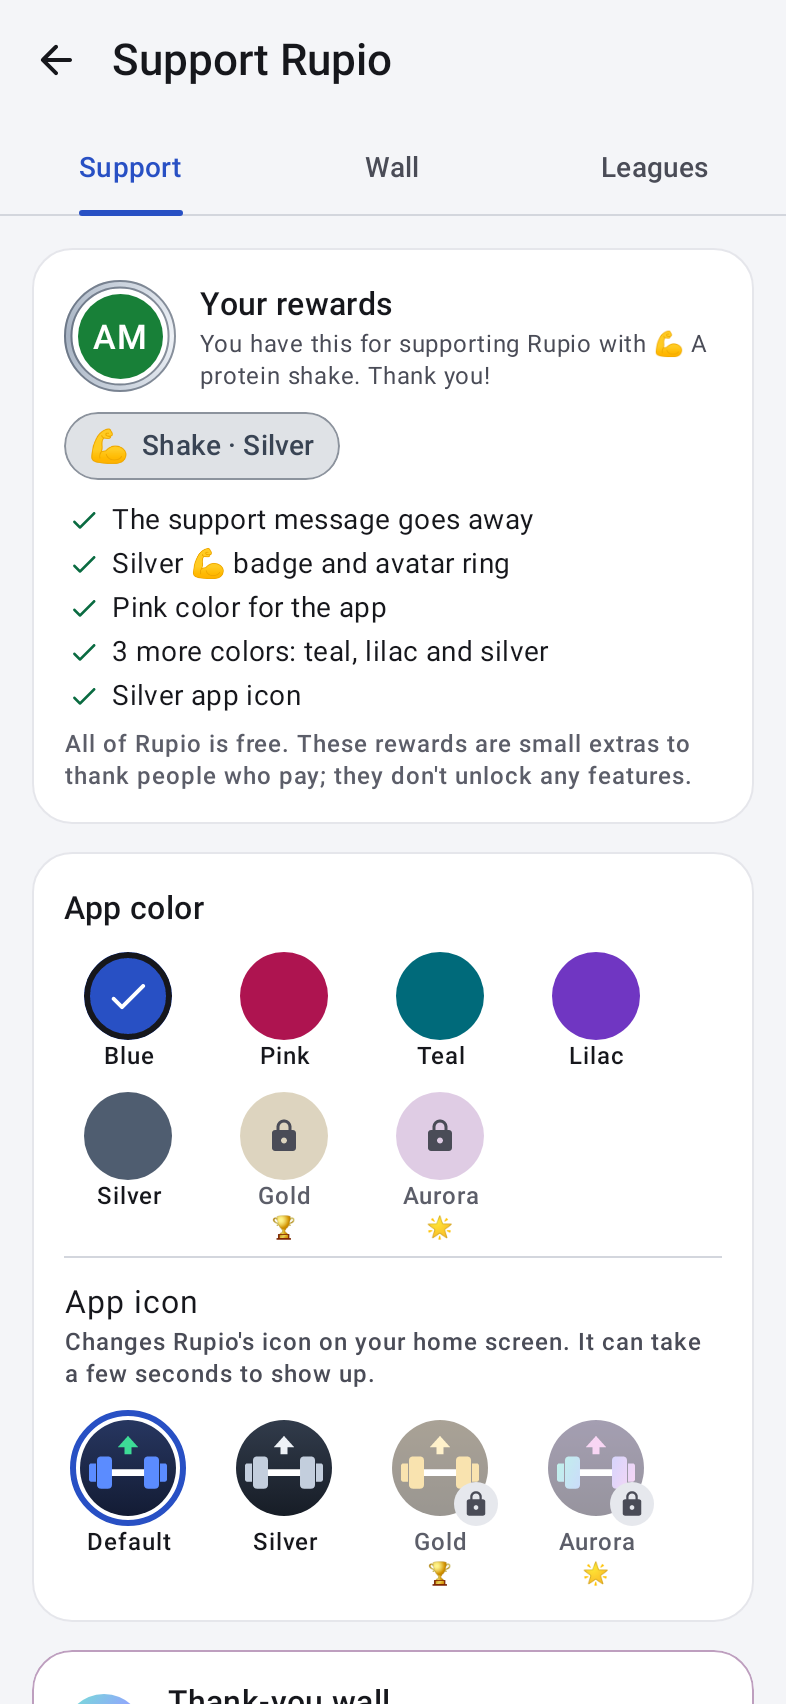 Support Rupio
Support
Wall
Leagues
AM
Your rewards
You have this for supporting Rupio with 💪 A
protein shake. Thank you!
💪 Shake · Silver
The support message goes away
Silver 💪 badge and avatar ring
Pink color for the app
3 more colors: teal, lilac and silver
Silver app icon
All of Rupio is free. These rewards are small extras to
thank people who pay; they don't unlock any features.
App color
Blue
Pink
Teal
Lilac
Silver
Gold
🏆
Aurora
🌟
App icon
Changes Rupio's icon on your home screen. It can take
a few seconds to show up.
Default
Silver
Gold
🏆
Aurora
🌟
Thank-you wall